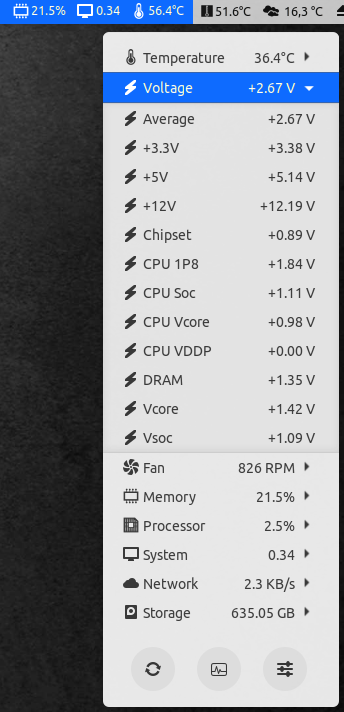 21.5% 0.34 56.4°C 51.6°C 16,3 °C
Temperature 36.4°C
Voltage +2.67 V
Average +2.67 V
+3.3V +3.38 V
+5V +5.14 V
+12V +12.19 V
Chipset +0.89 V
CPU 1P8 +1.84 V
CPU Soc +1.11 V
CPU Vcore +0.98 V
CPU VDDP +0.00 V
DRAM +1.35 V
Vcore +1.42 V
Vsoc +1.09 V
Fan 826 RPM
Memory 21.5%
Processor 2.5%
System 0.34
Network 2.3 KB/s
Storage 635.05 GB